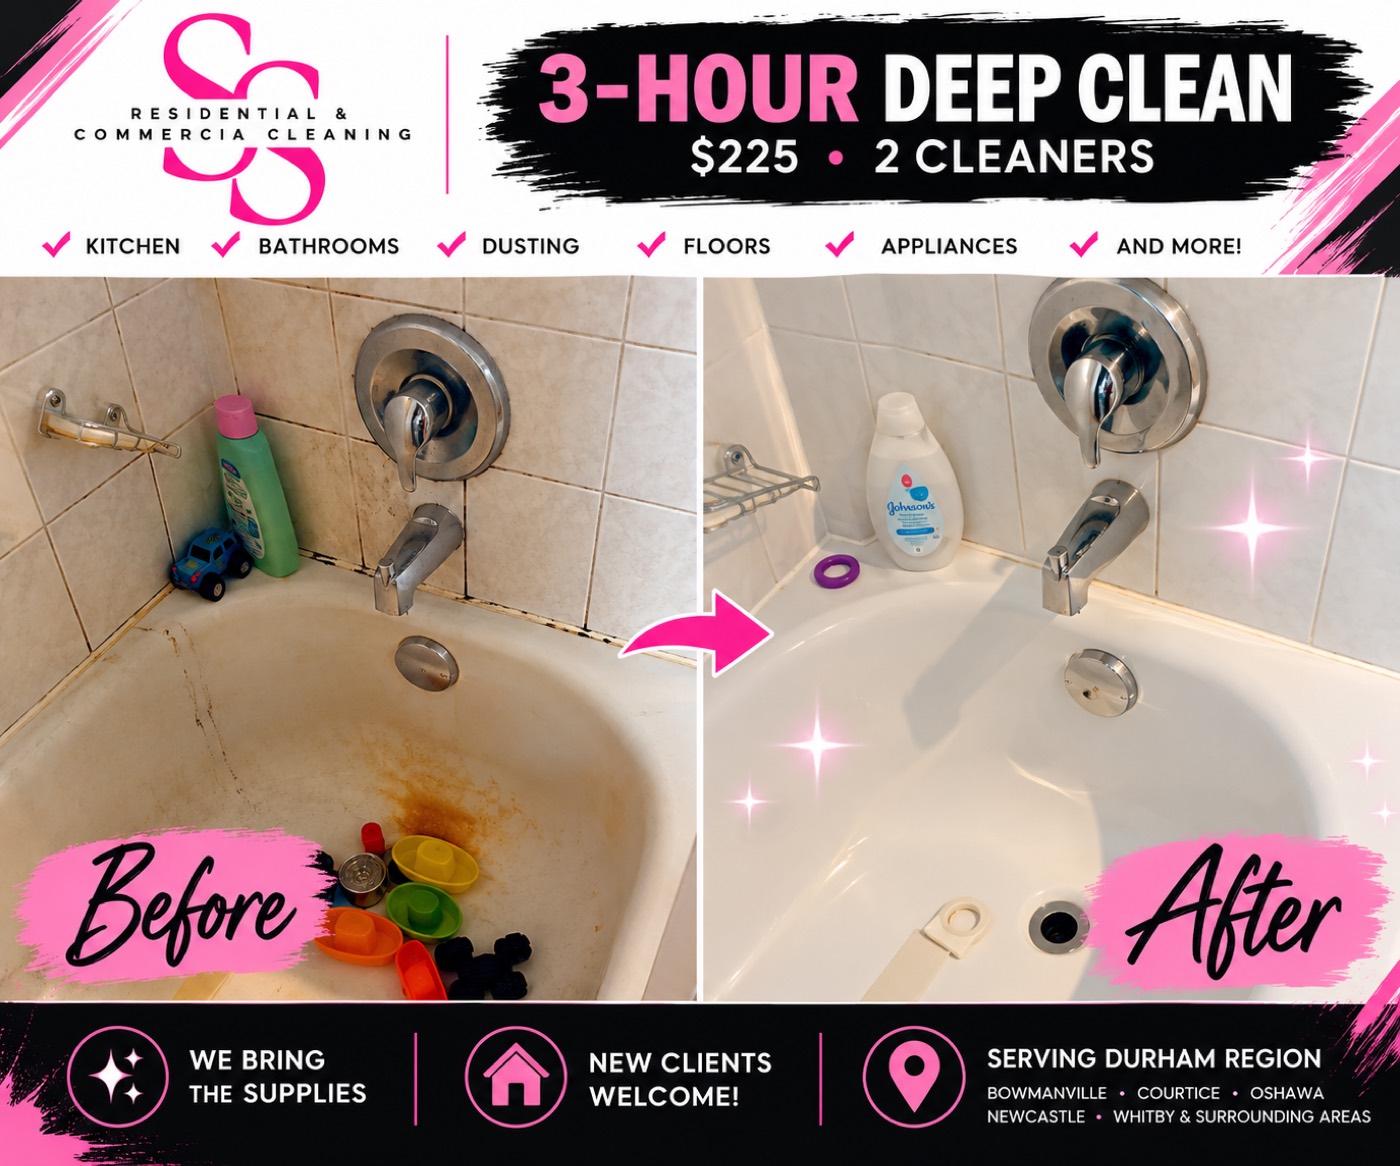 SS
RESIDENTIAL &
COMMERCIA CLEANING
3-HOUR DEEP CLEAN
$225 • 2 CLEANERS
KITCHEN BATHROOMS DUSTING FLOORS APPLIANCES AND MORE!
Johnson's
Before
After
WE BRING
THE SUPPLIES
NEW CLIENTS
WELCOME!
SERVING DURHAM REGION
BOWMANVILLE • COURTICE • OSHAWA
NEWCASTLE • WHITBY & SURROUNDING AREAS